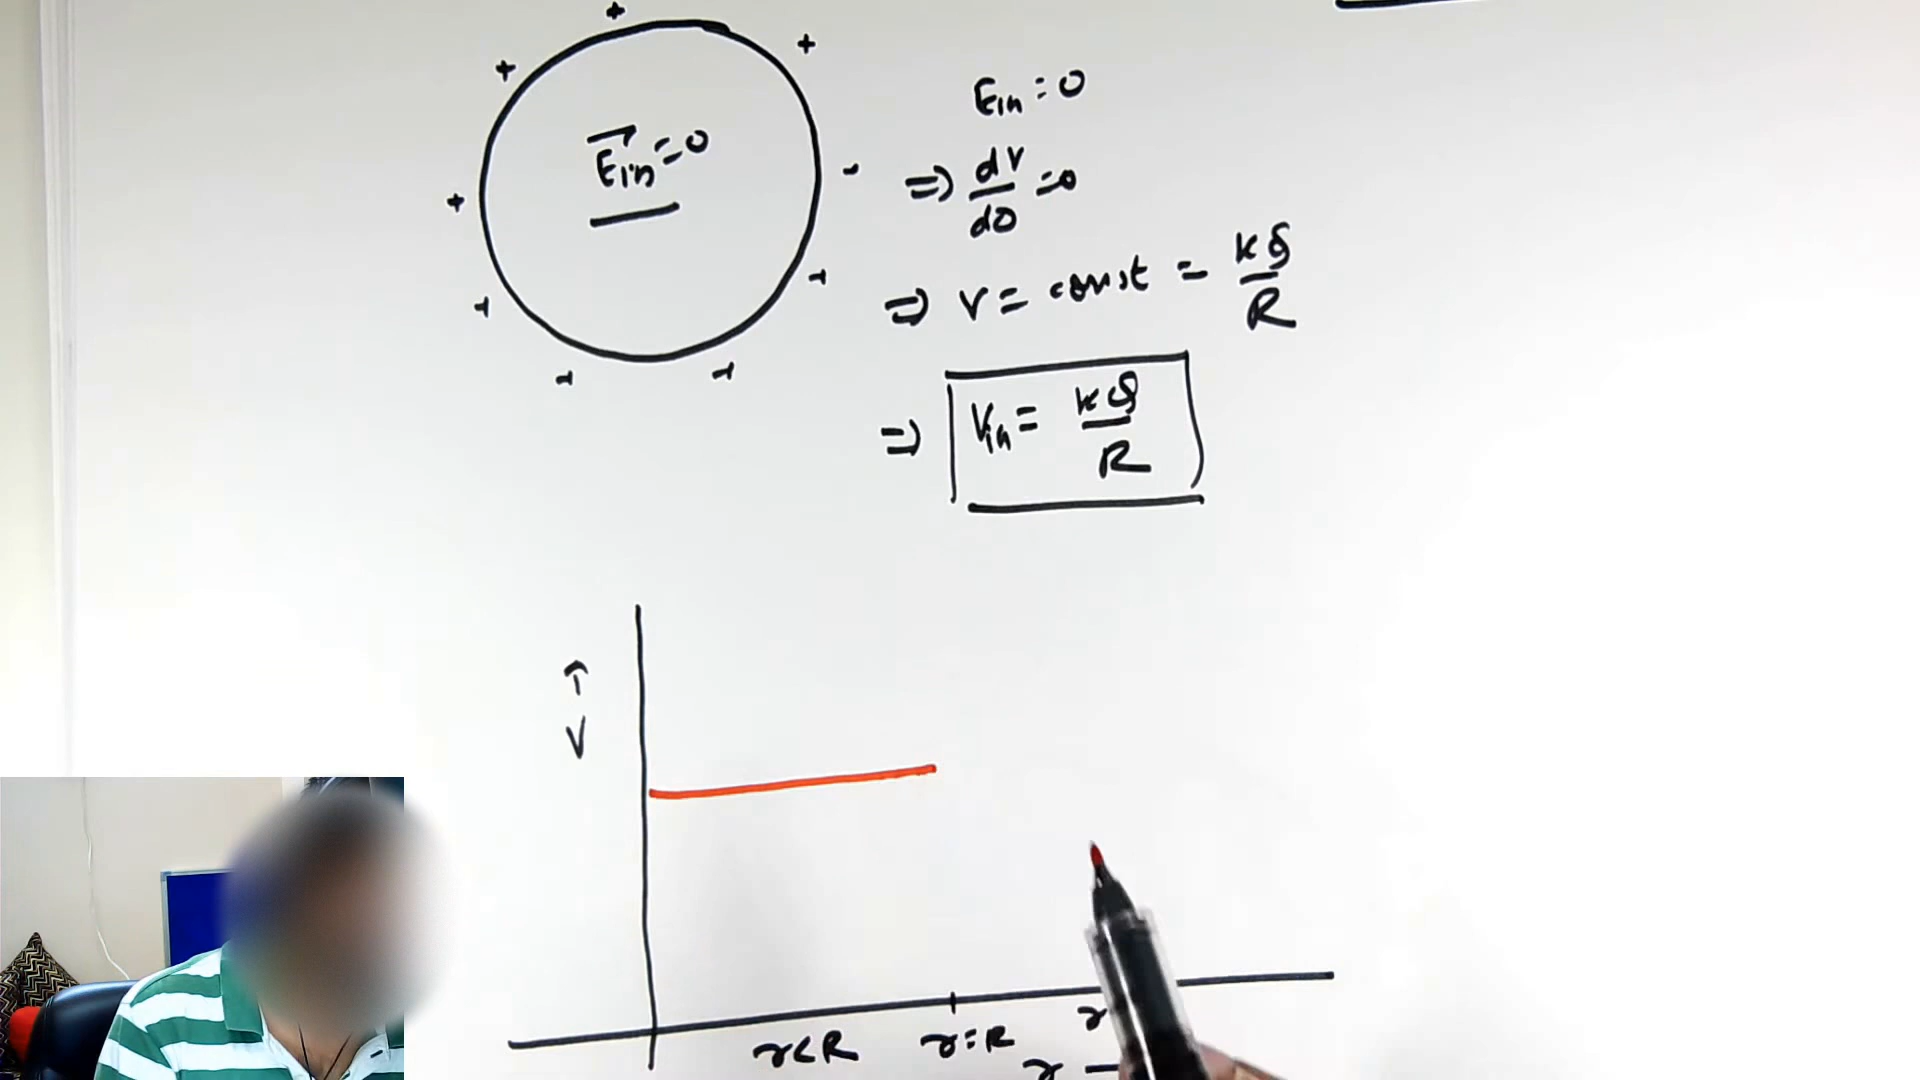 + + +
E⃗in = 0
+ -
+ +
+ +
+ +
Ein = 0
⇒ dV/dr = 0
⇒ V = const = kQ/R
⇒ Vin = kQ/R
↑
V
r<R r=R r
r —